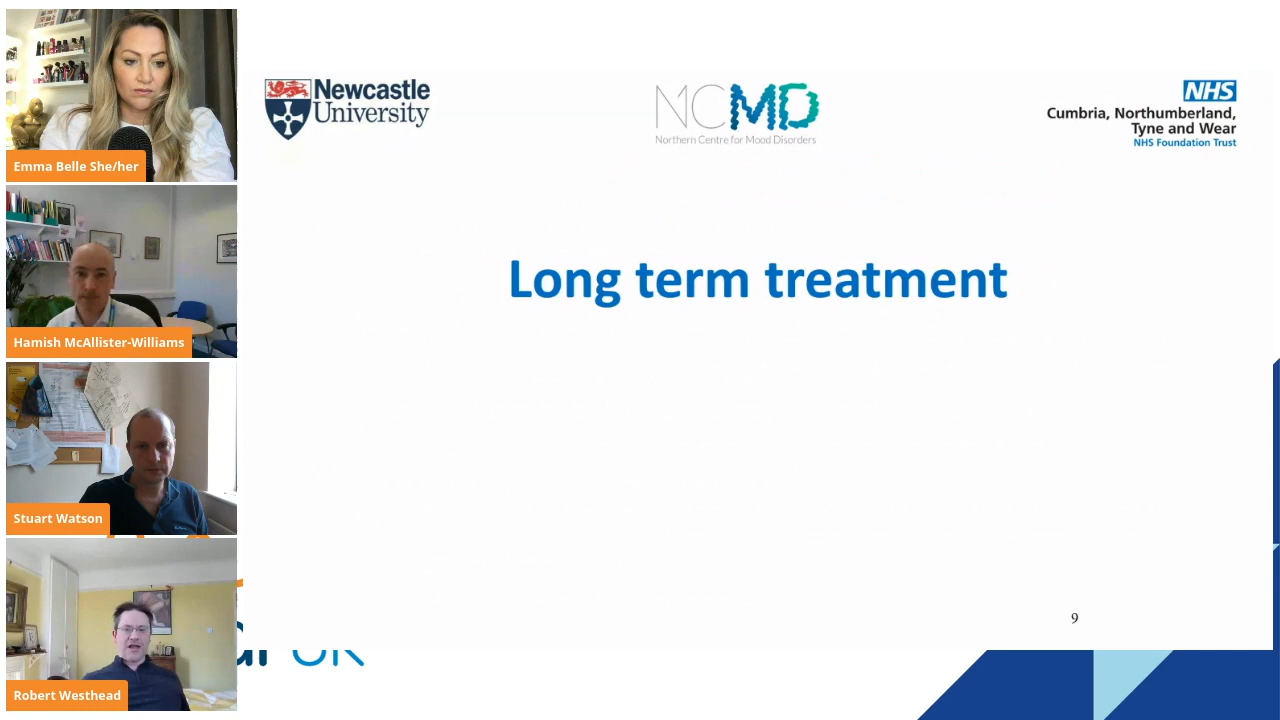 Emma Belle She/her
Hamish McAllister-Williams
Stuart Watson
Robert Westhead
Newcastle
University
NCMD
Northern Centre for Mood Disorders
NHS
Cumbria, Northumberland,
Tyne and Wear
NHS Foundation Trust
Long term treatment
9
UK